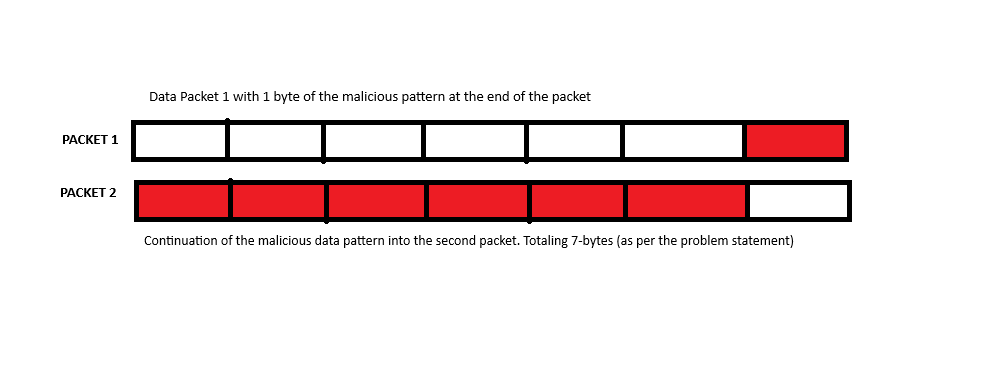 Data Packet 1 with 1 byte of the malicious pattern at the end of the packet
PACKET 1
PACKET 2
Continuation of the malicious data pattern into the second packet. Totaling 7-bytes (as per the problem statement)